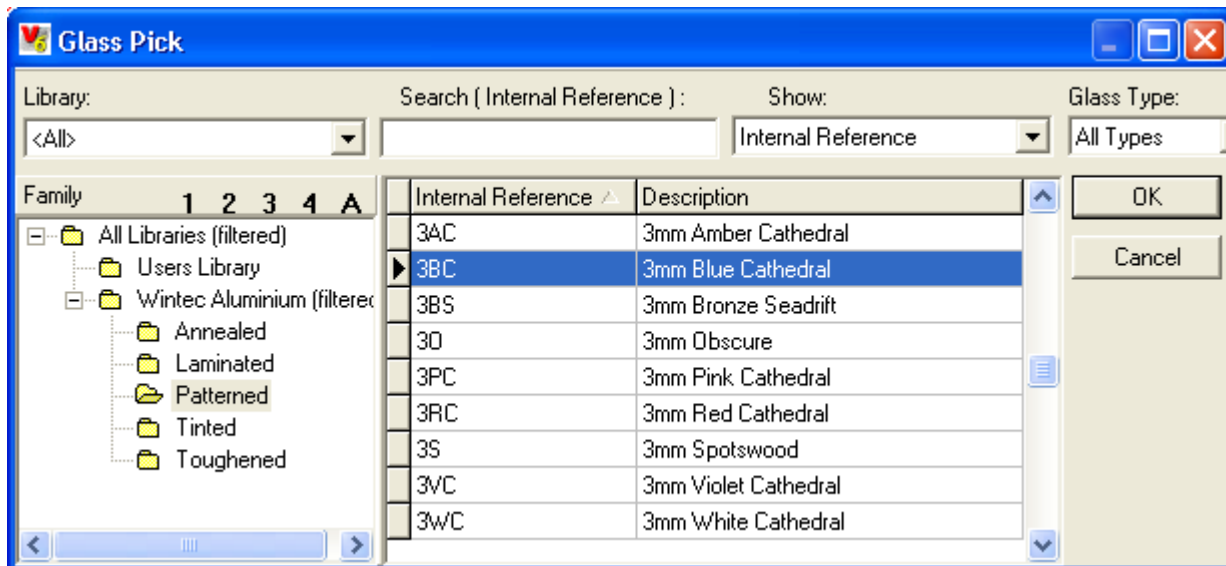 Glass Pick
Library: Search ( Internal Reference ) : Show: Glass Type:
<All> Internal Reference All Types
Family 1 2 3 4 A
All Libraries (filtered)
Users Library
Wintec Aluminium (filtered
Annealed
Laminated
Patterned
Tinted
Toughened
Internal Reference Description
3AC 3mm Amber Cathedral
3BC 3mm Blue Cathedral
3BS 3mm Bronze Seadrift
3O 3mm Obscure
3PC 3mm Pink Cathedral
3RC 3mm Red Cathedral
3S 3mm Spotswood
3VC 3mm Violet Cathedral
3WC 3mm White Cathedral
OK
Cancel